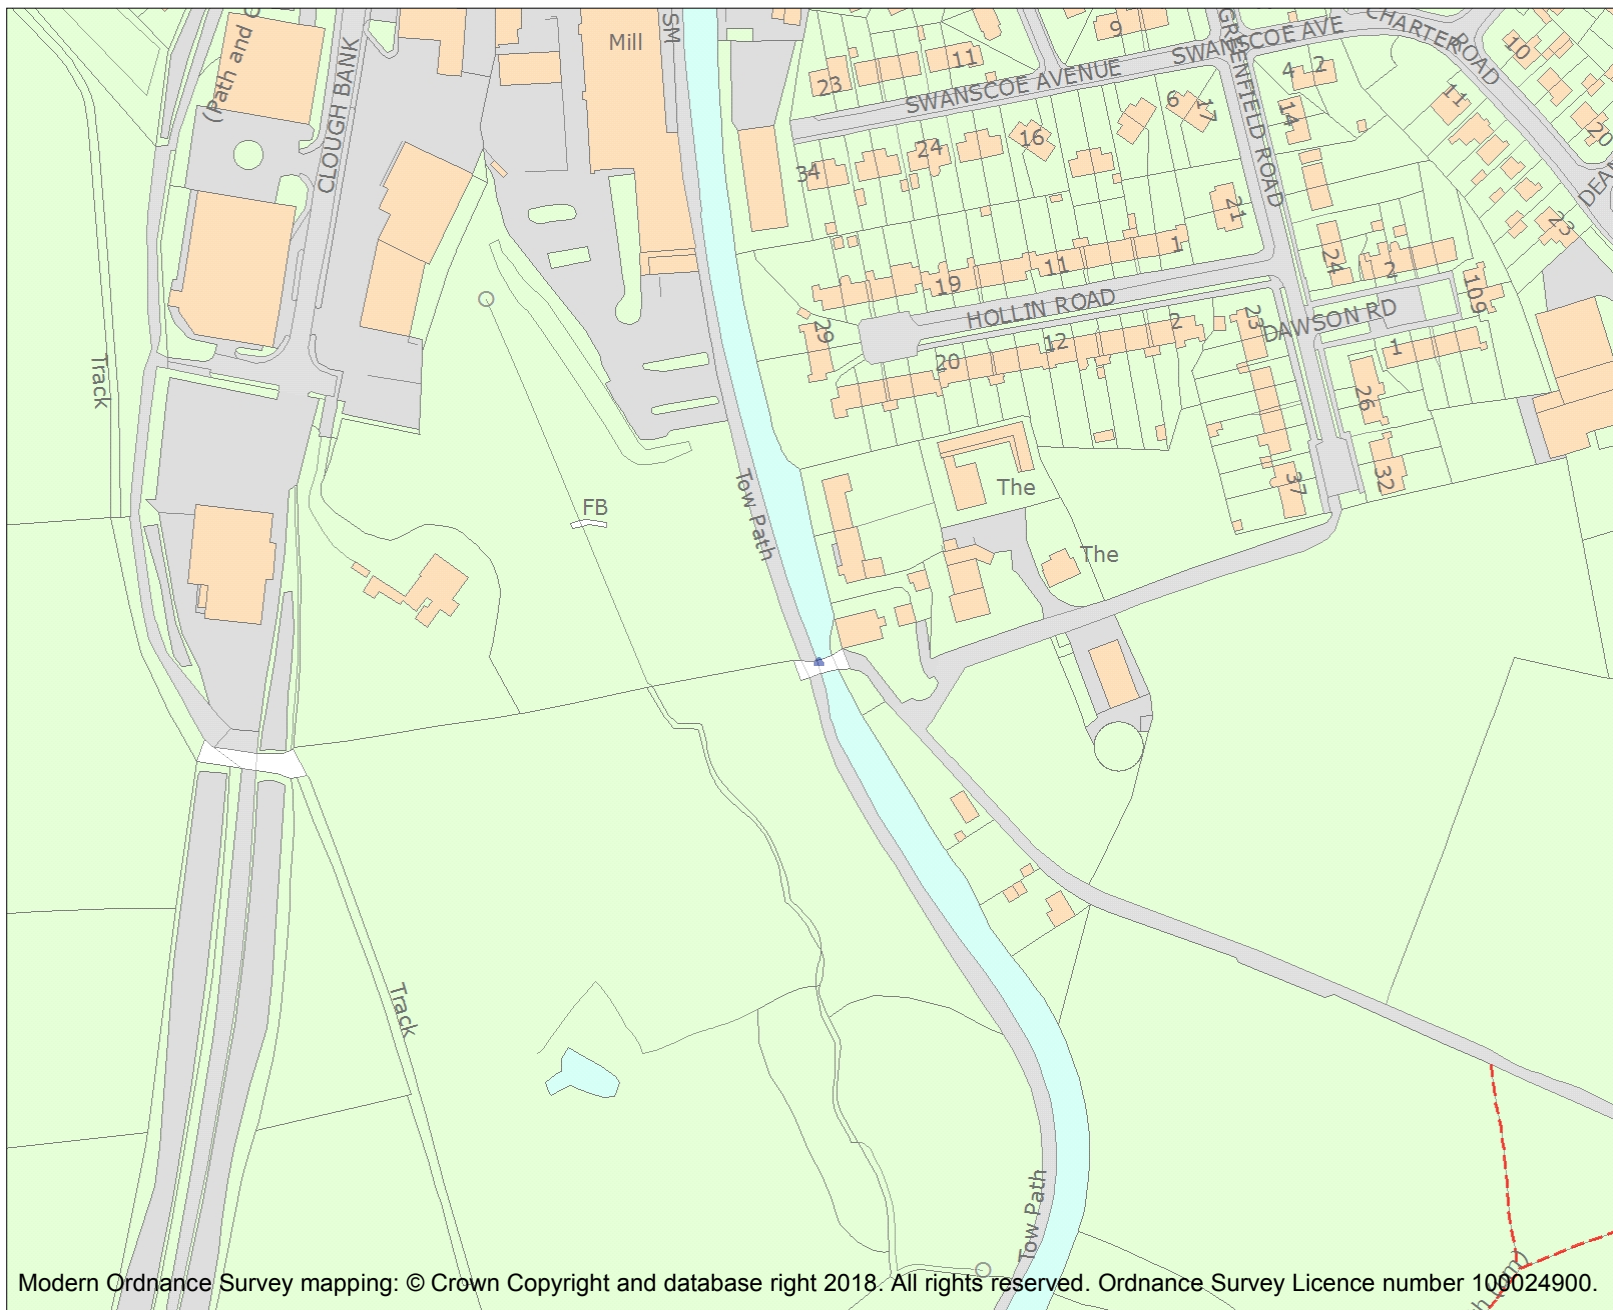 Mill
SM
(Path and
CLOUGH BANK
9
SWANSCOE AVE
CHARTER ROAD
10
11
23
SWANSCOE AVENUE
GREENFIELD ROAD
4
2
11
6
17
14
20
34
24
16
DEAN
21
23
24
2
109
1
11
19
HOLLIN ROAD
DAWSON RD
29
2
23
12
20
1
26
Track
32
37
The
FB
Tow Path
The
Track
Tow Path
Modern Ordnance Survey mapping: © Crown Copyright and database right 2018. All rights reserved. Ordnance Survey Licence number 100024900.